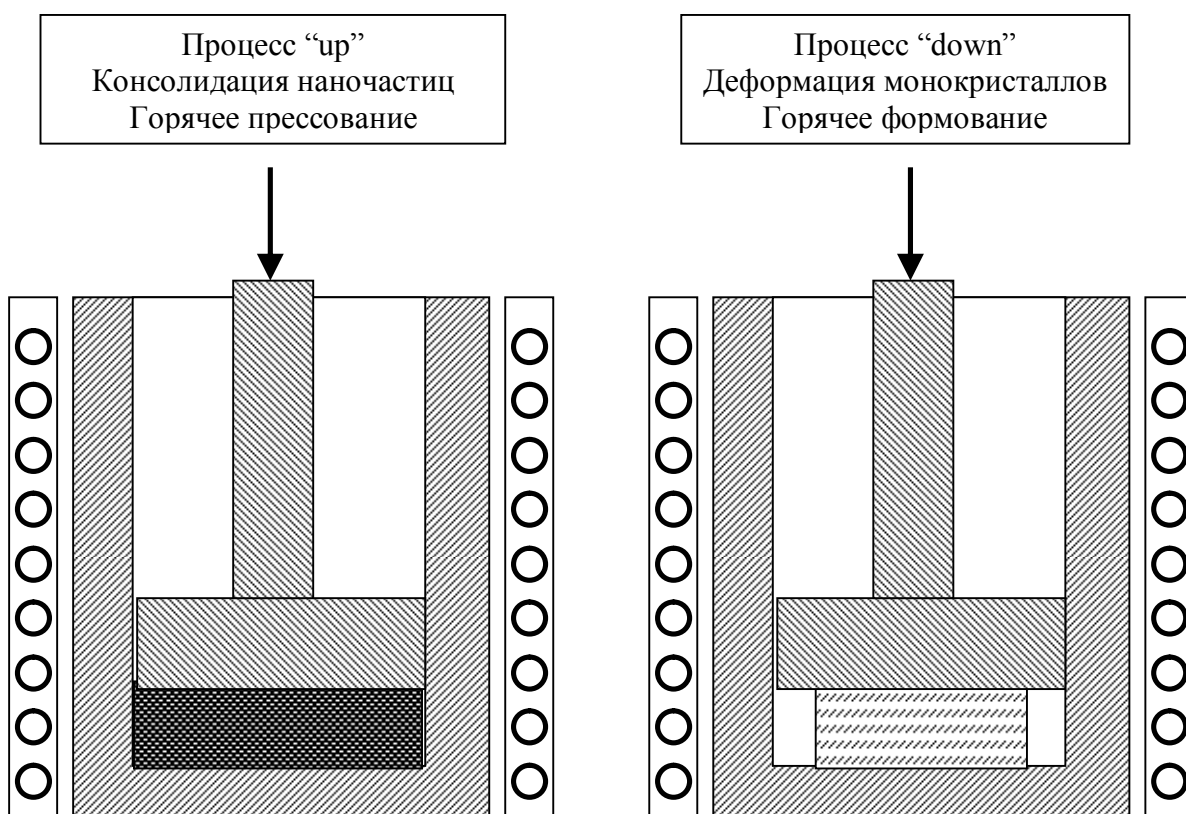 Процесс “up”
Консолидация наночастиц
Горячее прессование
Процесс “down”
Деформация монокристаллов
Горячее формование